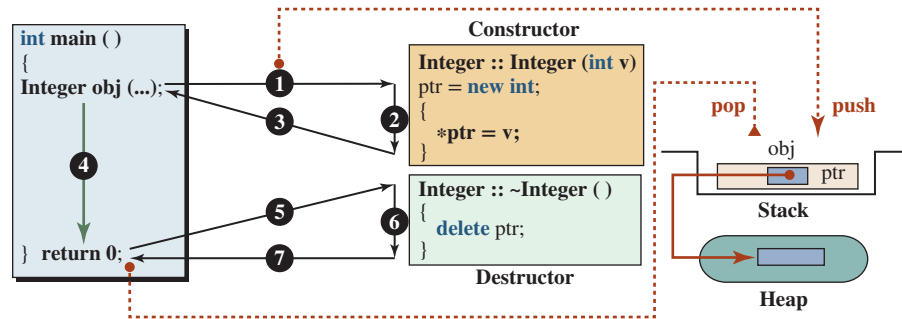 int main ( )
{
Integer obj (...);
4
} return 0;
1
3
2
5
6
7
Constructor
Integer :: Integer (int v)
ptr = new int;
{
*ptr = v;
}
Integer :: ~Integer ( )
{
delete ptr;
}
Destructor
pop
push
obj
ptr
Stack
Heap